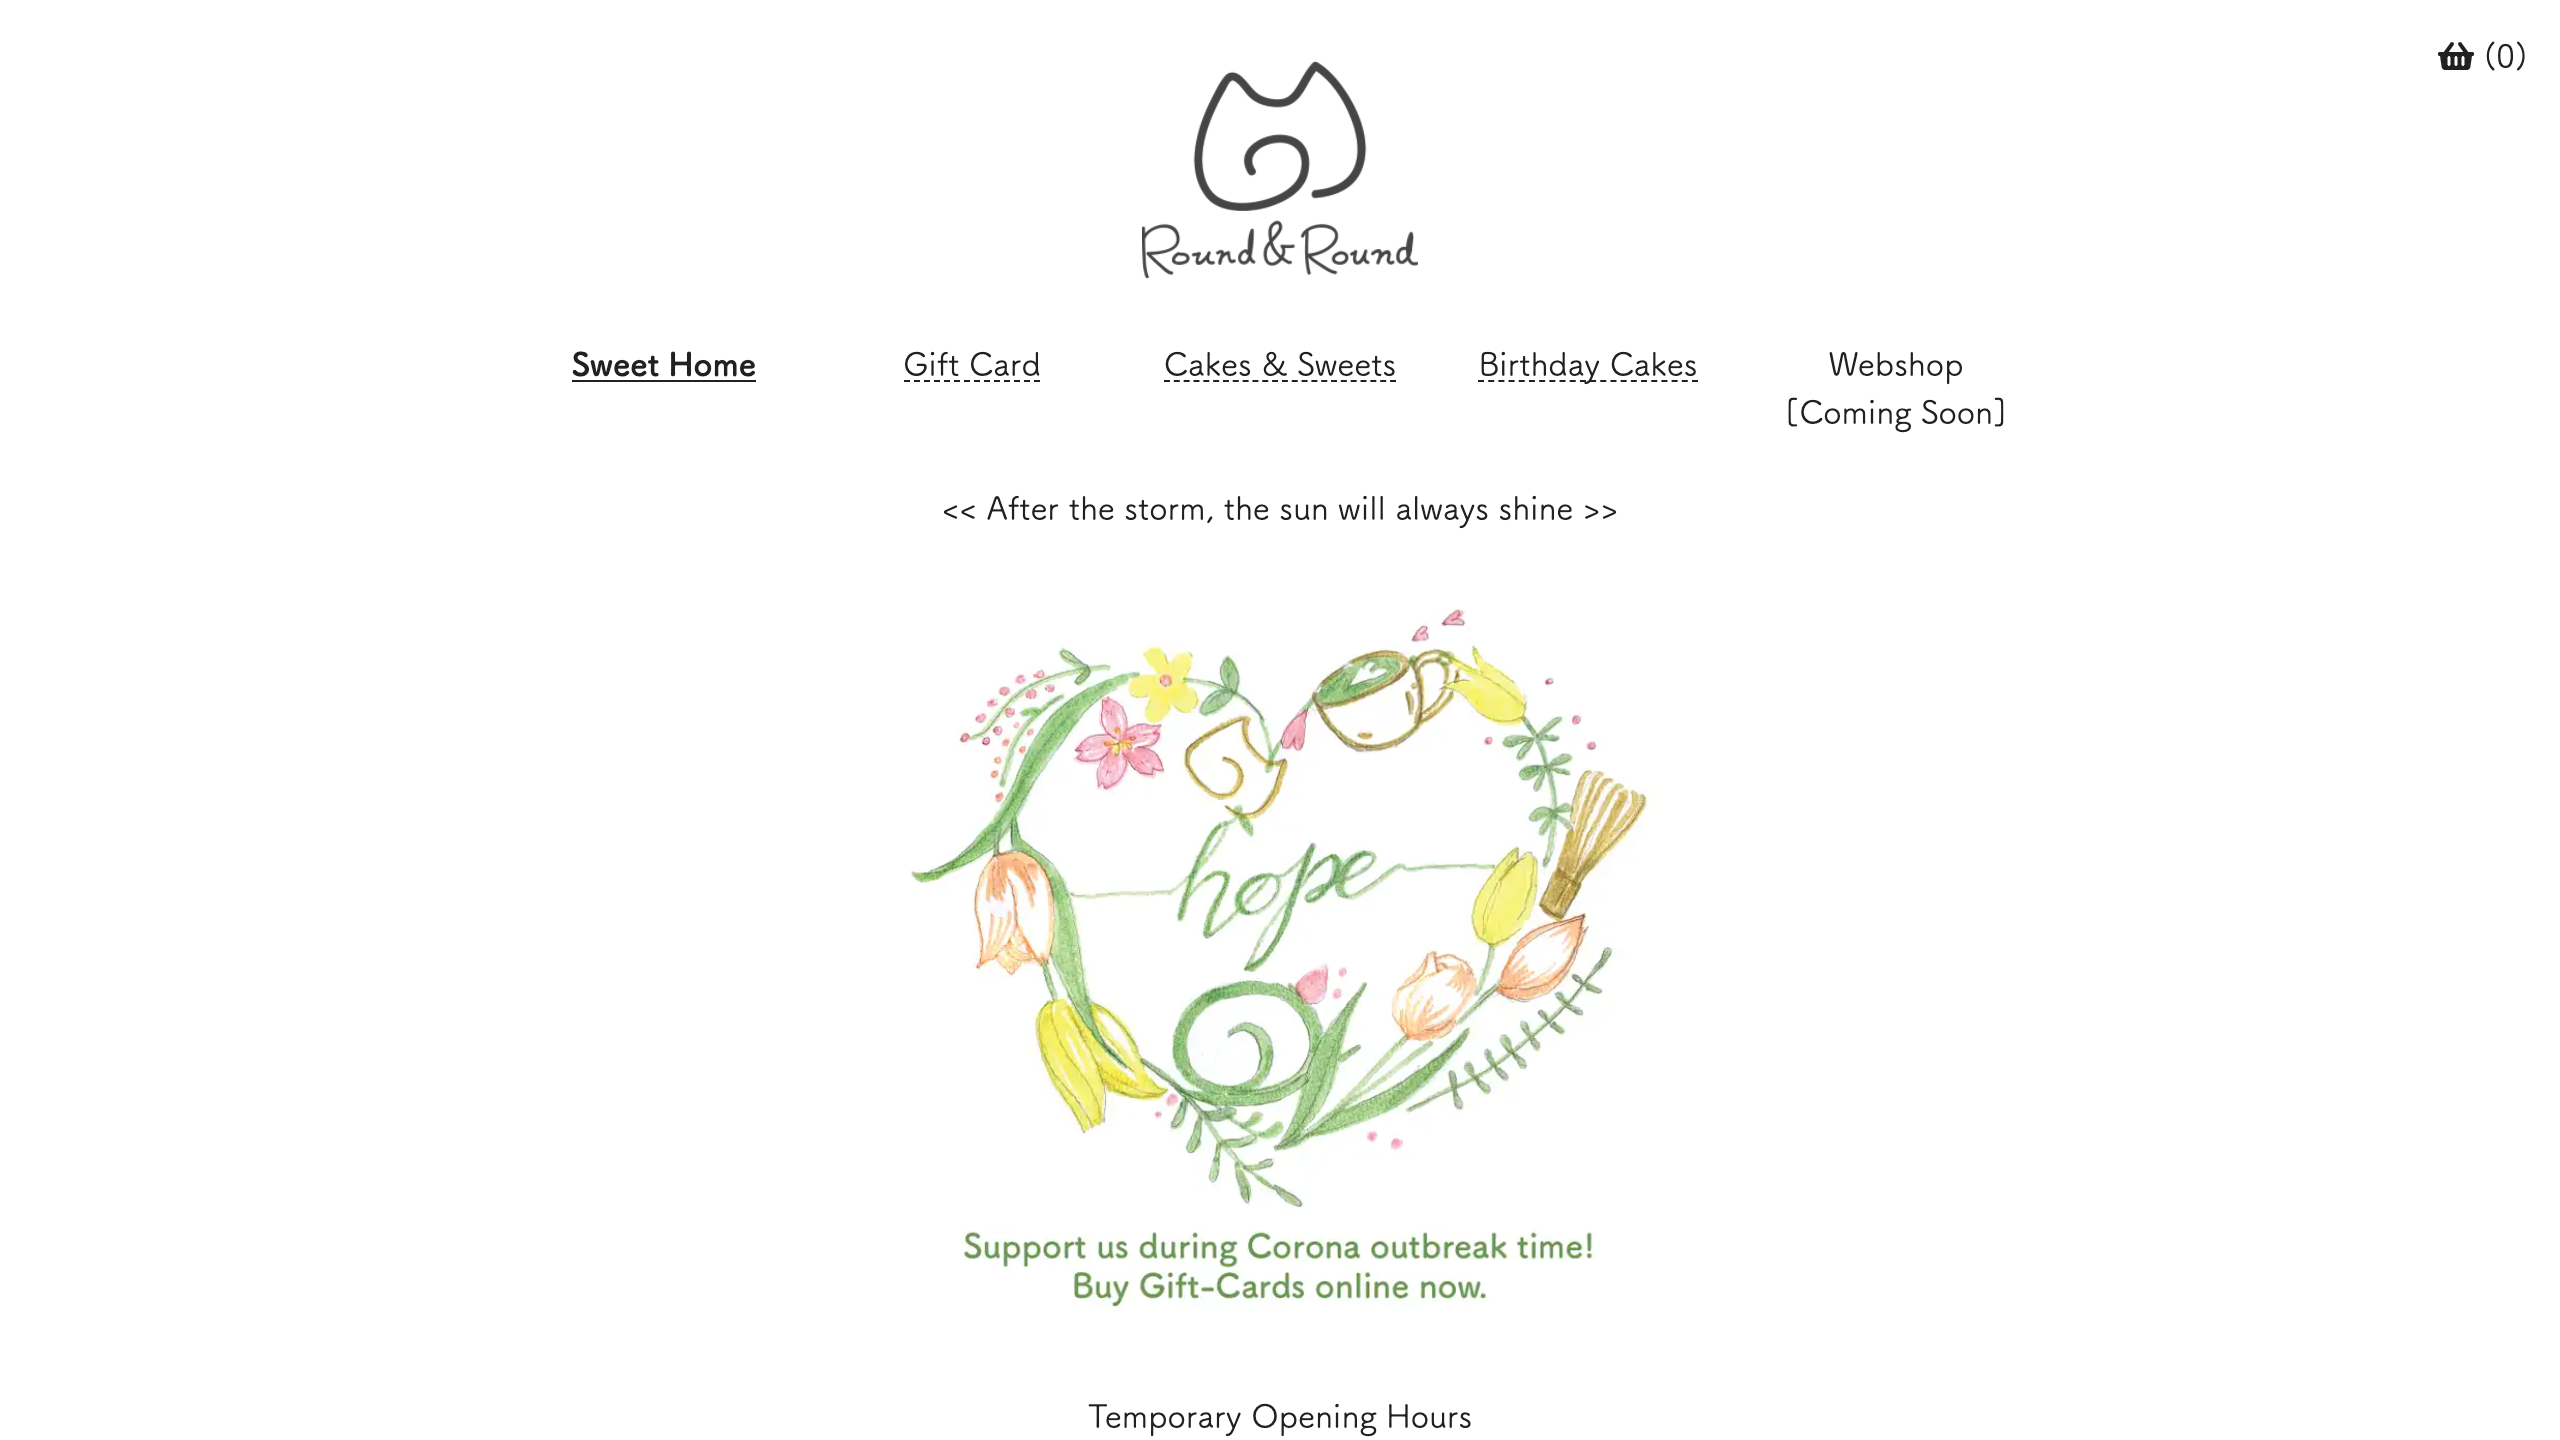 (0)
Round & Round
Sweet Home
Gift Card
Cakes & Sweets
Birthday Cakes
Webshop
[Coming Soon]
<< After the storm, the sun will always shine >>
hope
Support us during Corona outbreak time!
Buy Gift-Cards online now.
Temporary Opening Hours